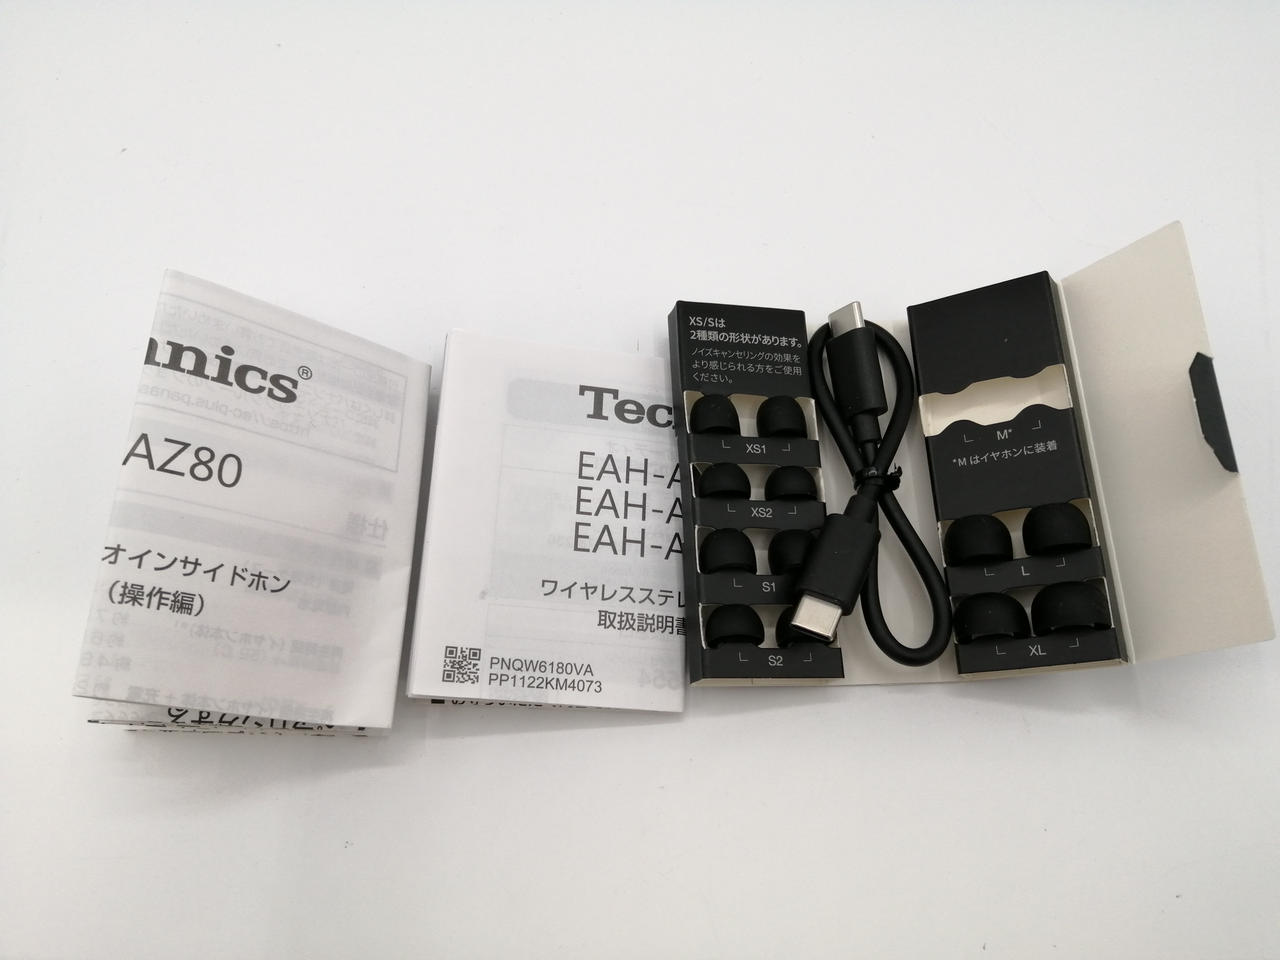 anics®
AZ80
オインサイドホン
（操作編）
Tec
EAH-A
EAH-A
EAH-A
ワイヤレスステレ
取扱説明書
PNQW6180VA
PP1122KM4073
XS/Sは
2種類の形状があります。
ノイズキャンセリングの効果を
より感じられる方をご使用
ください。
XS1
XS2
S1
S2
M*
*Mはイヤホンに装着
L
XL